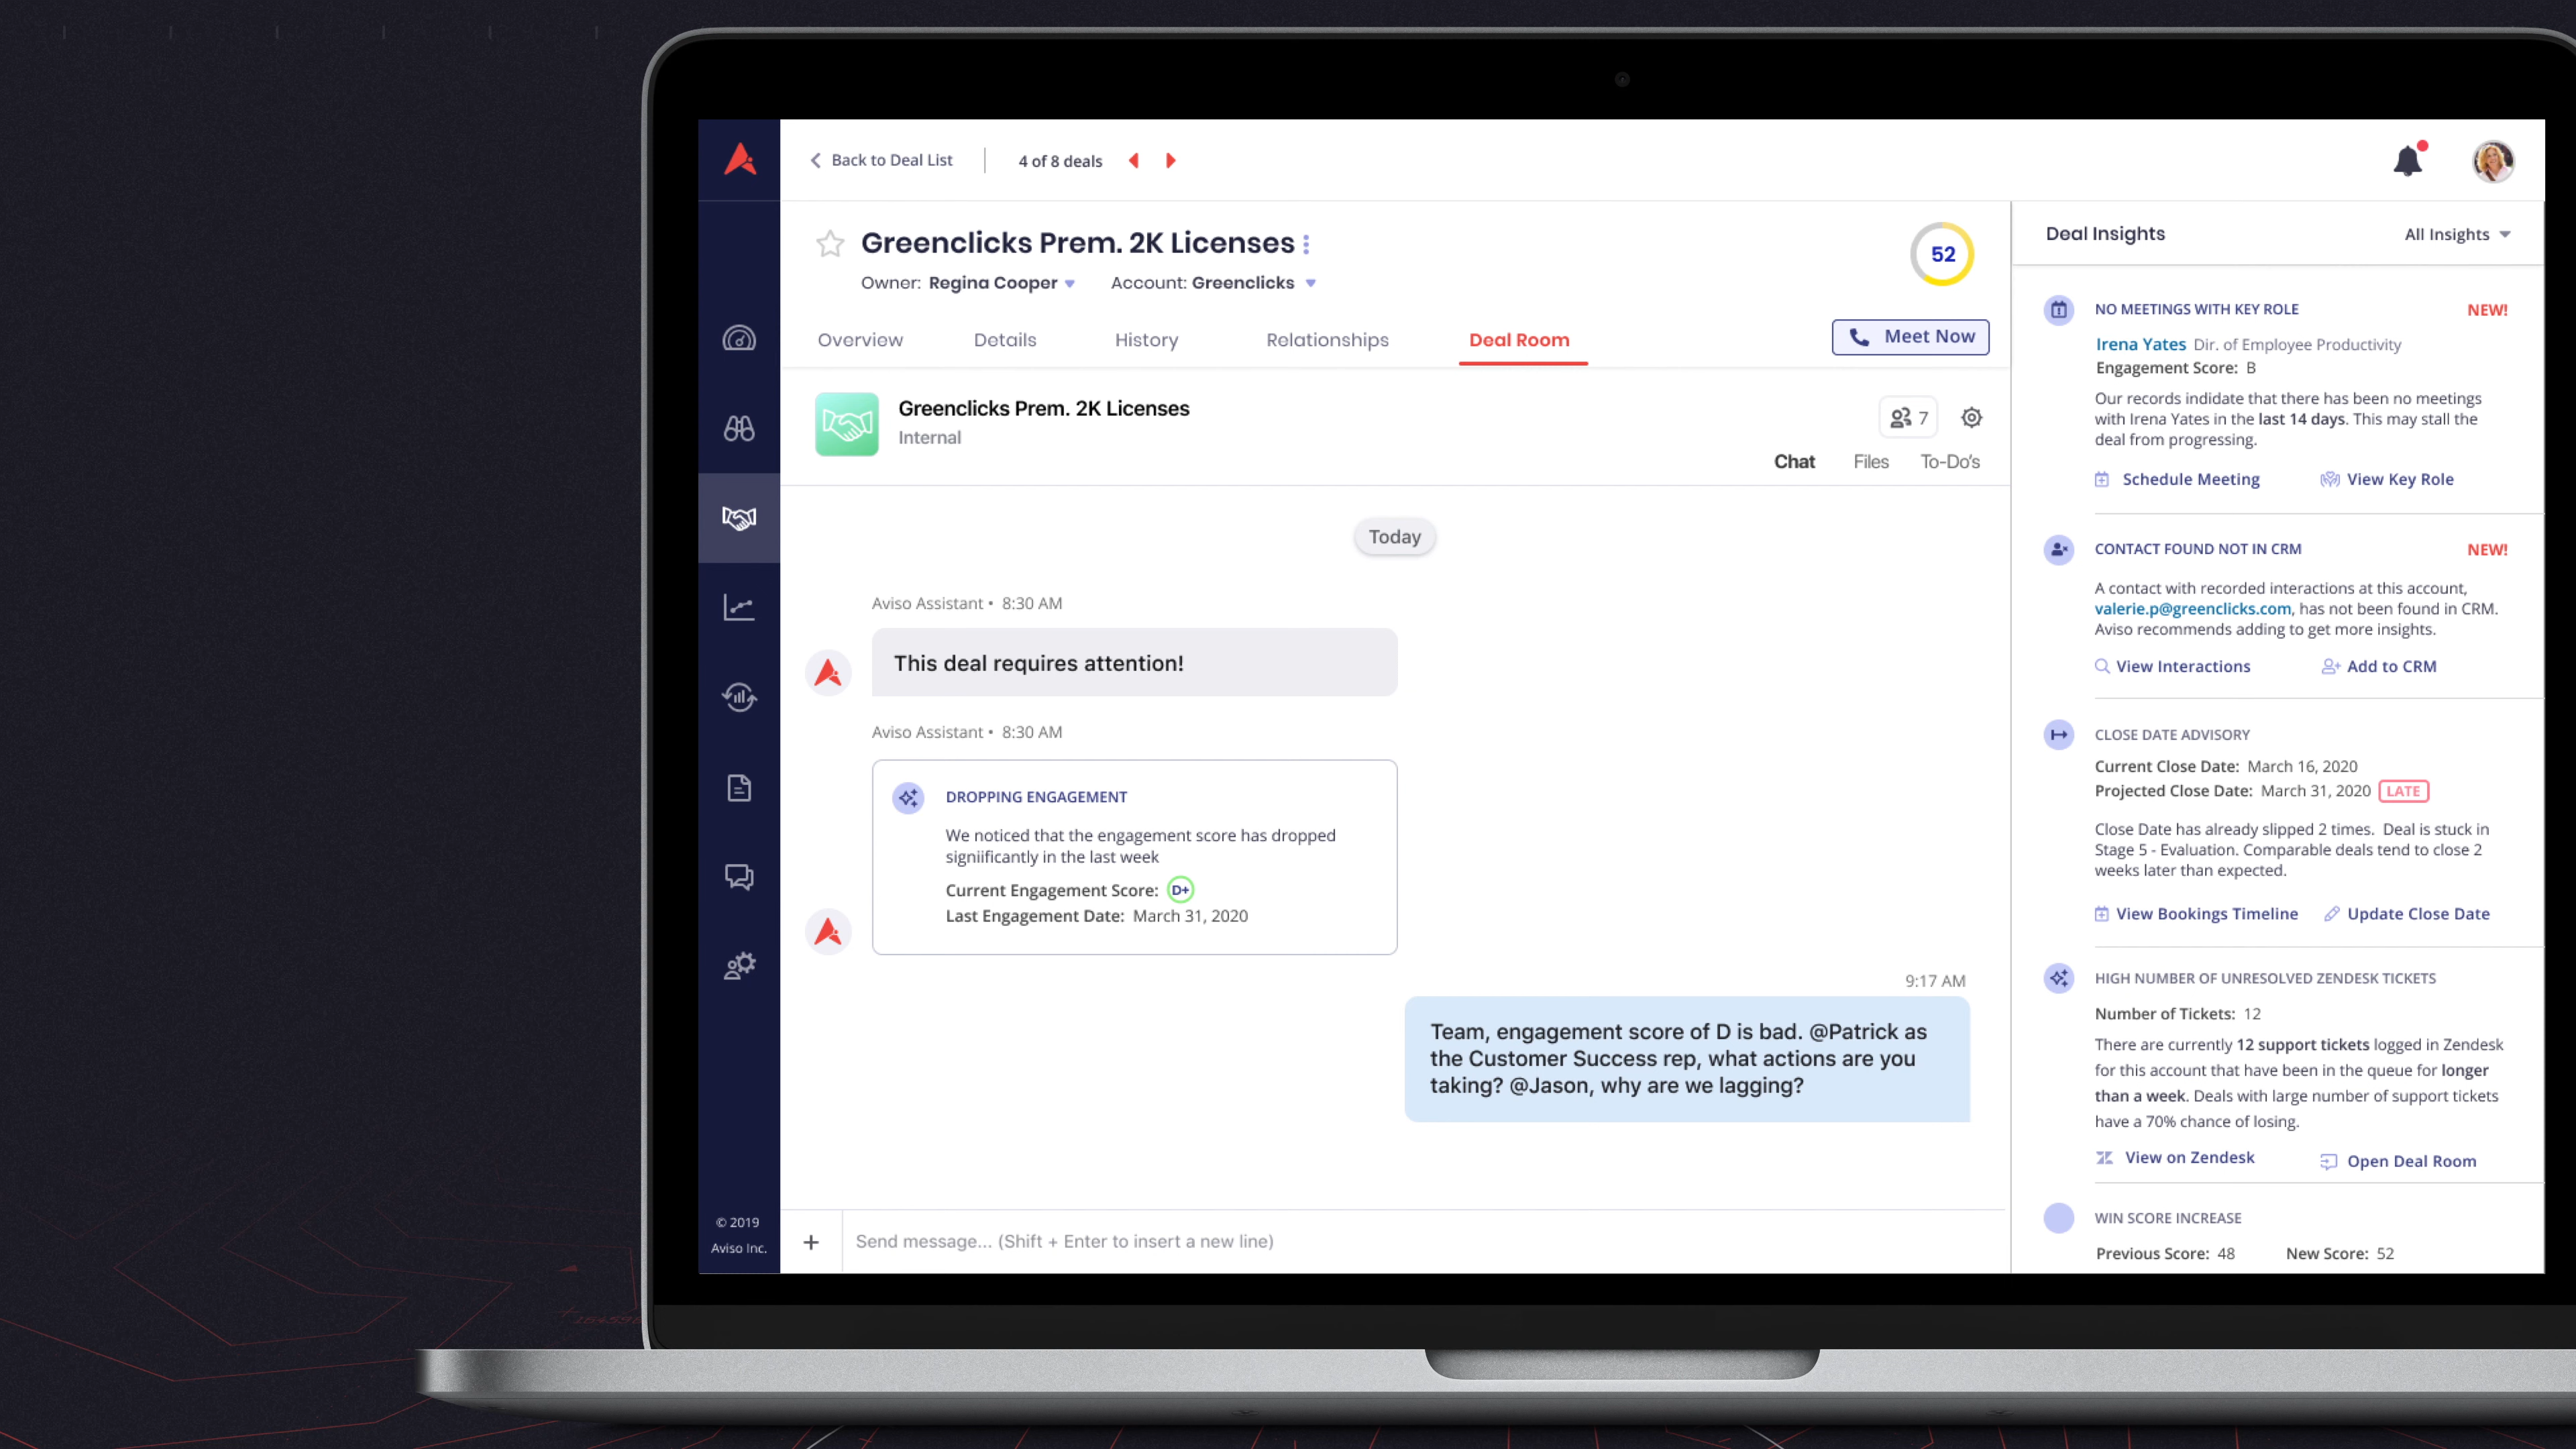 Back to Deal List
4 of 8 deals
Greenclicks Prem. 2K Licenses
Owner: Regina Cooper
Account: Greenclicks
52
Overview
Details
History
Relationships
Deal Room
Meet Now
Greenclicks Prem. 2K Licenses
Internal
7
Chat
Files
To-Do's
Today
Aviso Assistant • 8:30 AM
This deal requires attention!
Aviso Assistant • 8:30 AM
DROPPING ENGAGEMENT
We noticed that the engagement score has dropped
signiificantly in the last week
Current Engagement Score: D+
Last Engagement Date: March 31, 2020
9:17 AM
Team, engagement score of D is bad. @Patrick as
the Customer Success rep, what actions are you
taking? @Jason, why are we lagging?
Send message... (Shift + Enter to insert a new line)
© 2019
Aviso Inc.
Deal Insights
All Insights
NO MEETINGS WITH KEY ROLE
NEW!
Irena Yates Dir. of Employee Productivity
Engagement Score: B
Our records indidate that there has been no meetings
with Irena Yates in the last 14 days. This may stall the
deal from progressing.
Schedule Meeting
View Key Role
CONTACT FOUND NOT IN CRM
NEW!
A contact with recorded interactions at this account,
valerie.p@greenclicks.com, has not been found in CRM.
Aviso recommends adding to get more insights.
View Interactions
Add to CRM
CLOSE DATE ADVISORY
Current Close Date: March 16, 2020
Projected Close Date: March 31, 2020 LATE
Close Date has already slipped 2 times. Deal is stuck in
Stage 5 - Evaluation. Comparable deals tend to close 2
weeks later than expected.
View Bookings Timeline
Update Close Date
HIGH NUMBER OF UNRESOLVED ZENDESK TICKETS
Number of Tickets: 12
There are currently 12 support tickets logged in Zendesk
for this account that have been in the queue for longer
than a week. Deals with large number of support tickets
have a 70% chance of losing.
View on Zendesk
Open Deal Room
WIN SCORE INCREASE
Previous Score: 48
New Score: 52